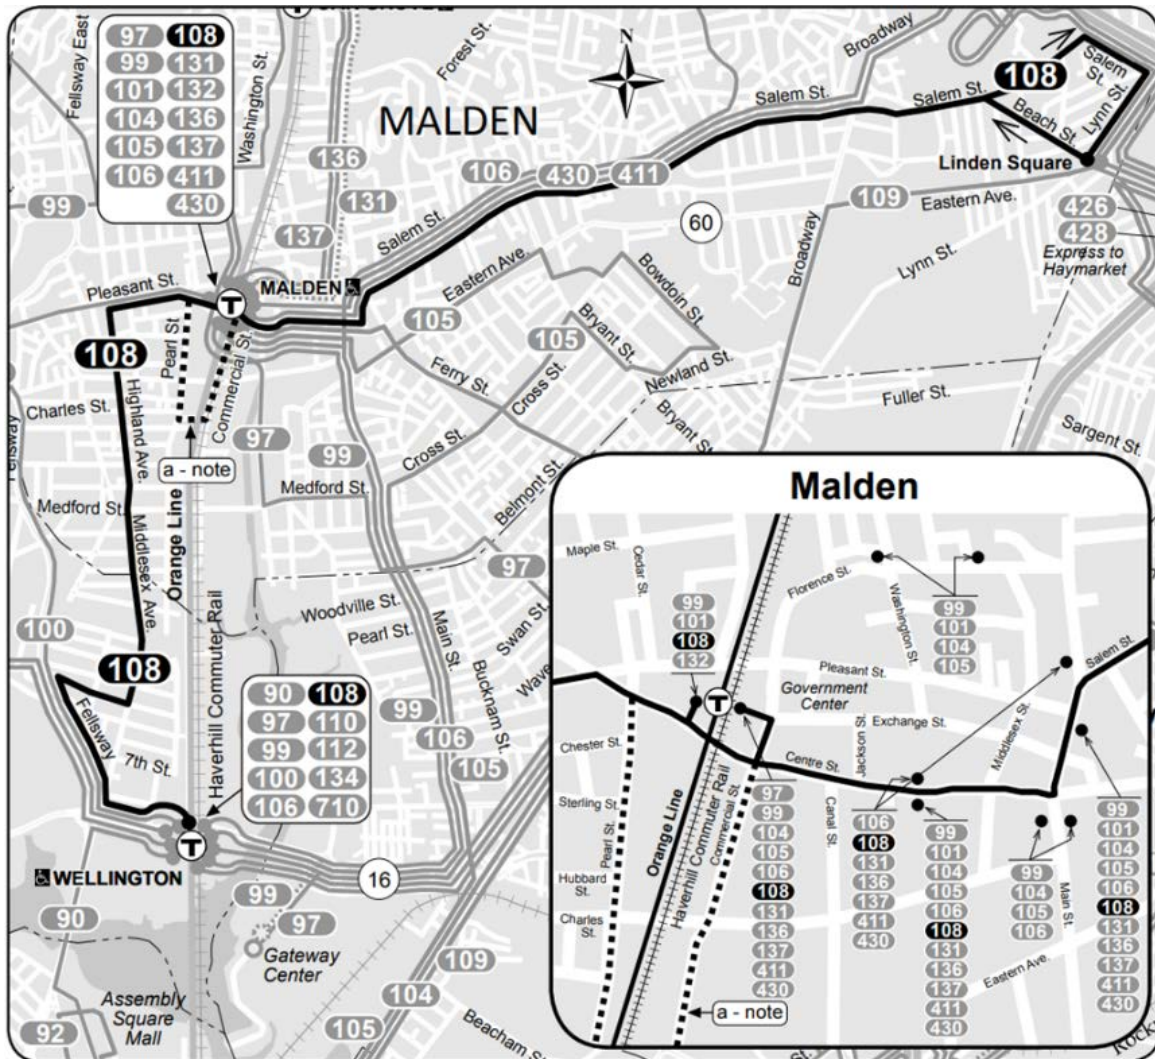 97 108
99 131
101 132
104 136
105 137
106 411
430
Fellsway East
Washington St.
Forest St.
N
Broadway
MALDEN
Salem St.
Salem St.
108
Salem St.
Lynn St.
Beach St.
Linden Square
99
136
131
137
106
430
411
Salem St.
60
109
Eastern Ave.
426
428
Express to
Haymarket
Broadway
Lynn St.
Pleasant St.
T
MALDEN
Eastern Ave.
Bowdoin St.
105
105
Bryant St.
Newland St.
108
Pearl St
Commercial St.
Ferry St.
Cross St.
Fuller St.
Charles St.
Highland Ave.
Bryant St.
Sargent St.
Fellsway
97
a - note
99
Cross St.
Medford St.
Belmont St.
Medford St.
Orange Line
Middlesex Ave.
97
Woodville St.
Pearl St.
Swan St.
100
Haverhill Commuter Rail
Main St.
Bucknam St.
108
90 108
97 110
99 112
100 134
106 710
Fellsway
7th St.
99
106
105
T
WELLINGTON
16
99
97
90
Gateway
Center
109
104
Assembly
Square
Mall
92
105
Beacham St.
Malden
Maple St.
Cedar St.
Florence St.
Washington St.
99
101
108
132
99
101
104
105
Pleasant St.
Salem St.
T
Government
Center
Exchange St.
Jackson St.
Middlesex St.
Chester St.
Centre St.
Sterling St.
Pearl St.
Orange Line
Haverhill Commuter Rail
Commercial St.
Canal St.
Hubbard
St.
Charles
St.
97
99
104
105
106
108
131
136
137
411
430
106
108
131
136
137
411
430
99
101
104
105
106
108
131
136
137
411
430
99
104
105
106
Main St.
99
101
104
105
106
108
131
136
137
411
430
Eastern Ave.
a - note